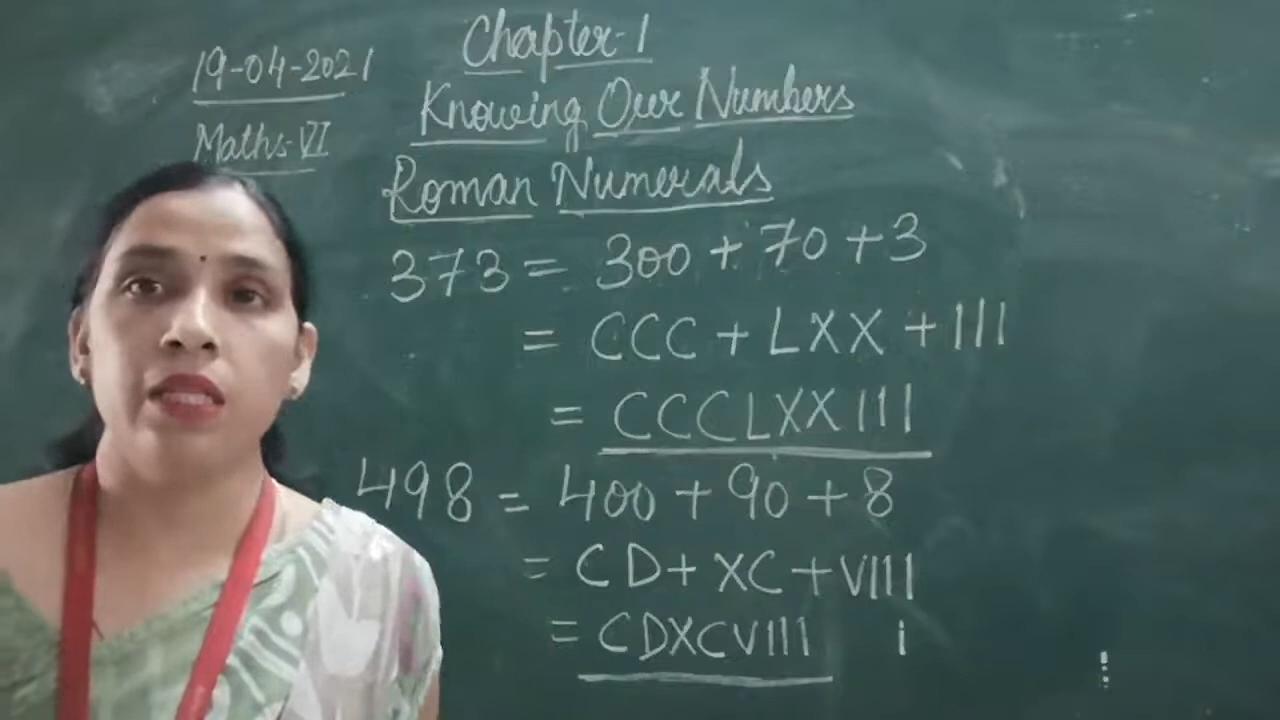 19-04-2021
Maths-VI
Chapter-1
Knowing Our Numbers
Roman Numerals
373 = 300 + 70 + 3
= CCC + LXX + III
= CCCLXXIII
498 = 400 + 90 + 8
= CD + XC + VIII
= CDXCVIII
i